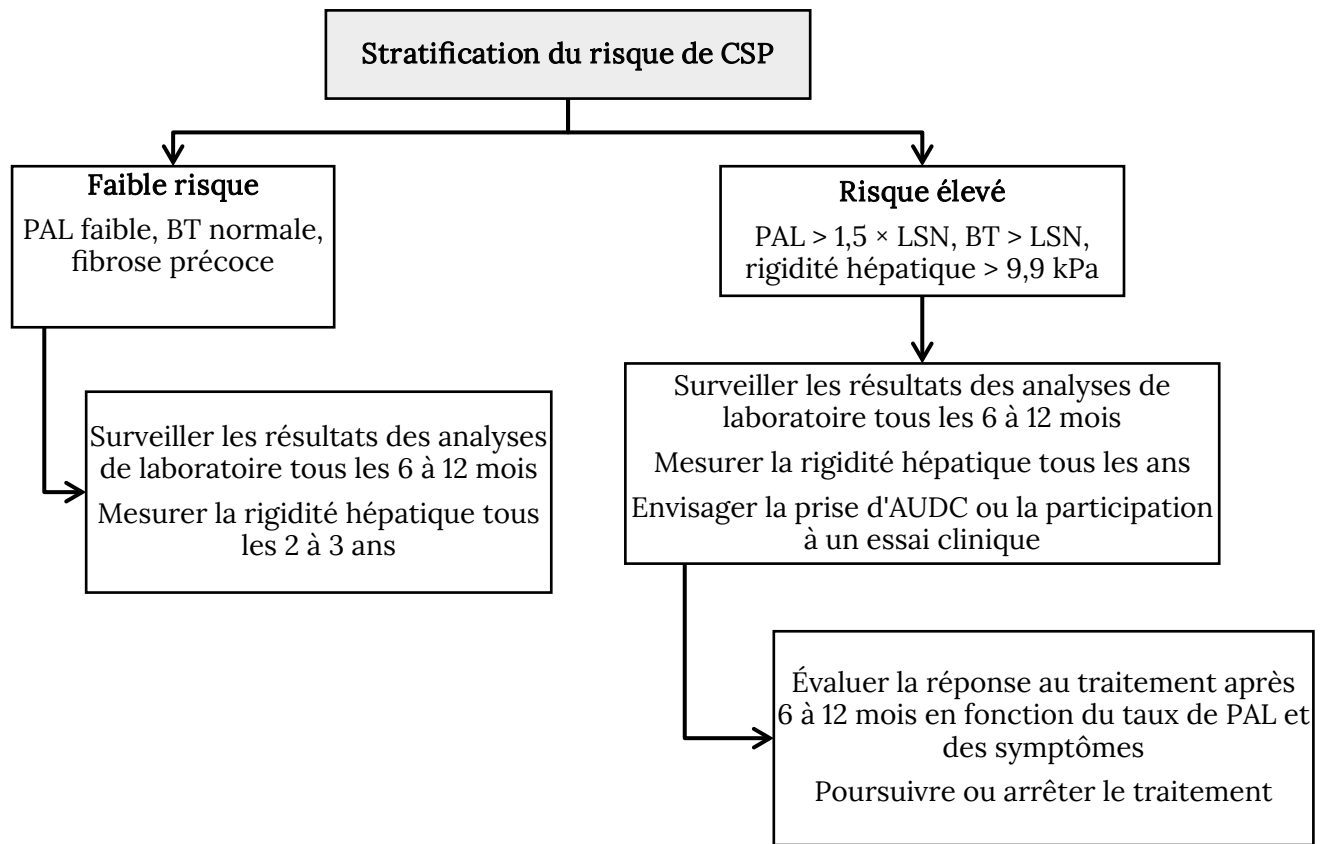 Stratification du risque de CSP
Faible risque
PAL faible, BT normale,
fibrose précoce
Risque élevé
PAL > 1,5 × LSN, BT > LSN,
rigidité hépatique > 9,9 kPa
Surveiller les résultats des analyses
de laboratoire tous les 6 à 12 mois
Mesurer la rigidité hépatique tous
les 2 à 3 ans
Surveiller les résultats des analyses de
laboratoire tous les 6 à 12 mois
Mesurer la rigidité hépatique tous les ans
Envisager la prise d'AUDC ou la participation
à un essai clinique
Évaluer la réponse au traitement après
6 à 12 mois en fonction du taux de PAL et
des symptômes
Poursuivre ou arrêter le traitement